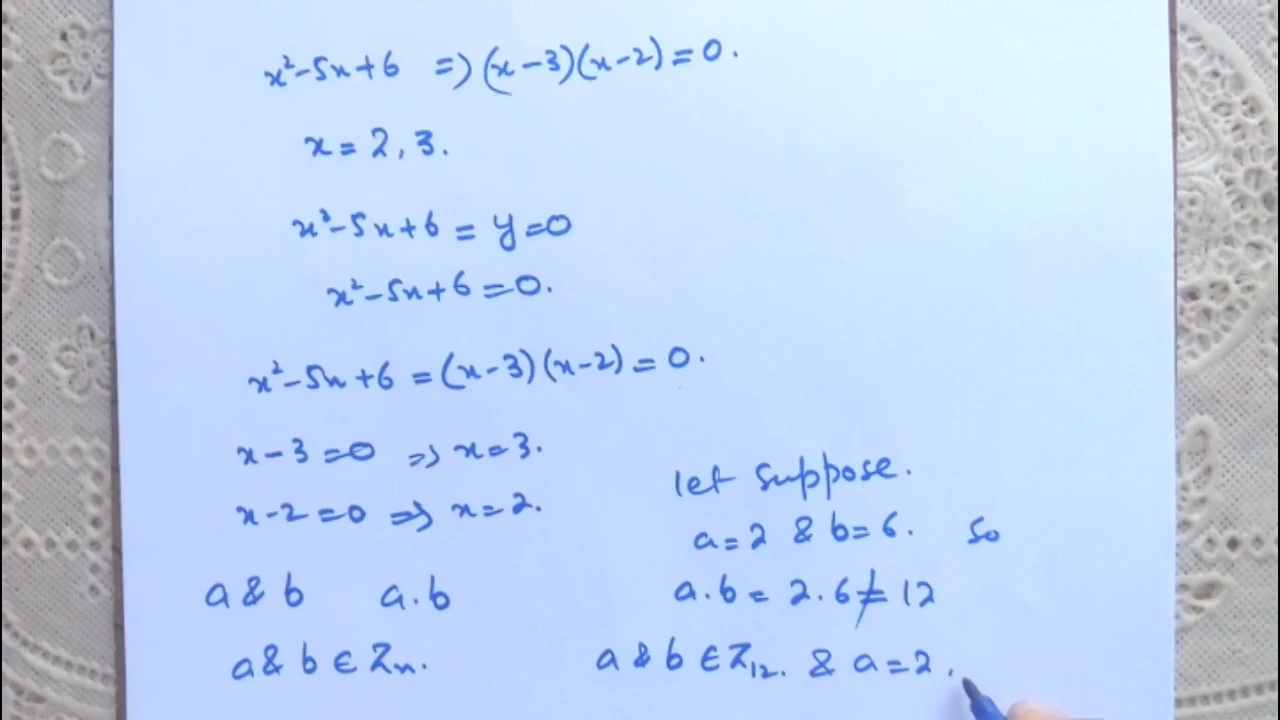 x²-5x+6 => (x-3)(x-2)=0.
x=2,3.
x²-5x+6=y=0
x²-5x+6=0.
x²-5x+6=(x-3)(x-2)=0.
x-3=0 => x=3.
x-2=0 => x=2.
a & b a.b
a & b ∈ Zₙ.
let suppose.
a=2 & b=6. so
a.b = 2.6≠12
a & b ∈ Z₁₂. & a=2.